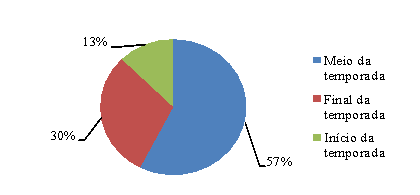 13%
30%
57%
Meio da
temporada
Final da
temporada
Início da
temporada